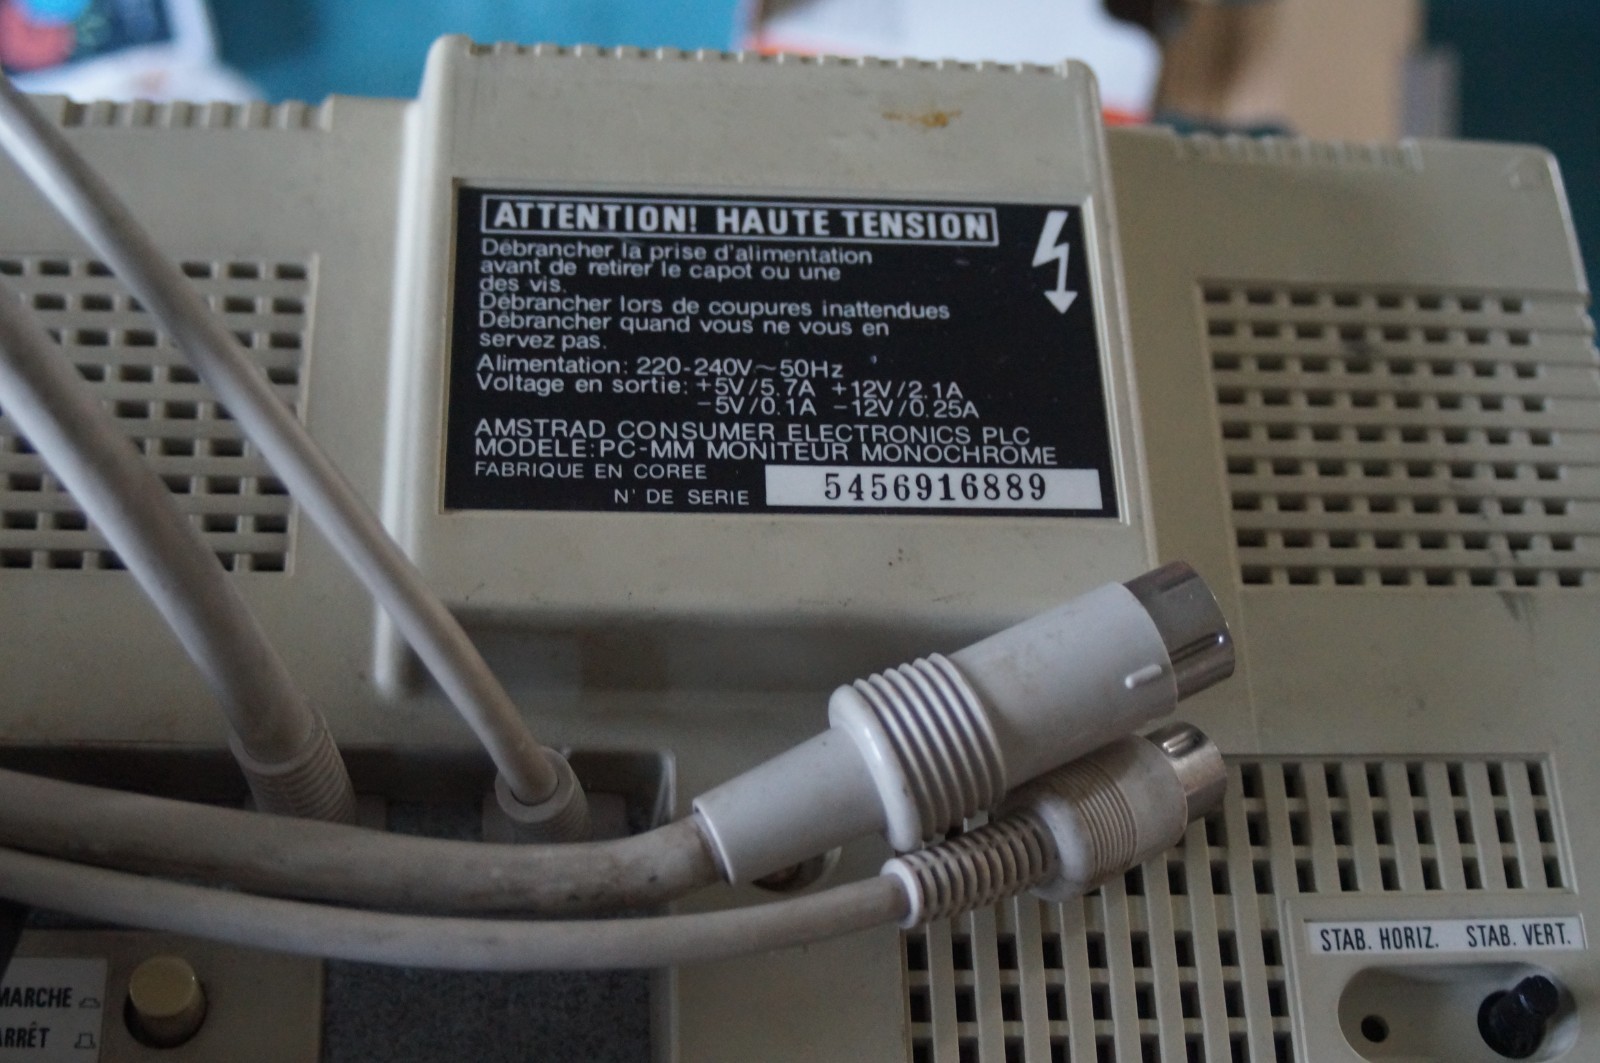 ATTENTION! HAUTE TENSION
Débrancher la prise d'alimentation
avant de retirer le capot ou une
des vis.
Débrancher lors de coupures inattendues
Débrancher quand vous ne vous en
servez pas.
Alimentation: 220-240V~50Hz
Voltage en sortie: +5V/5.7A +12V/2.1A
-5V/0.1A -12V/0.25A
AMSTRAD CONSUMER ELECTRONICS PLC
MODELE:PC-MM MONITEUR MONOCHROME
FABRIQUE EN COREE
N' DE SERIE 5456916889
STAB. HORIZ. STAB. VERT.
MARCHE
ARRÊT